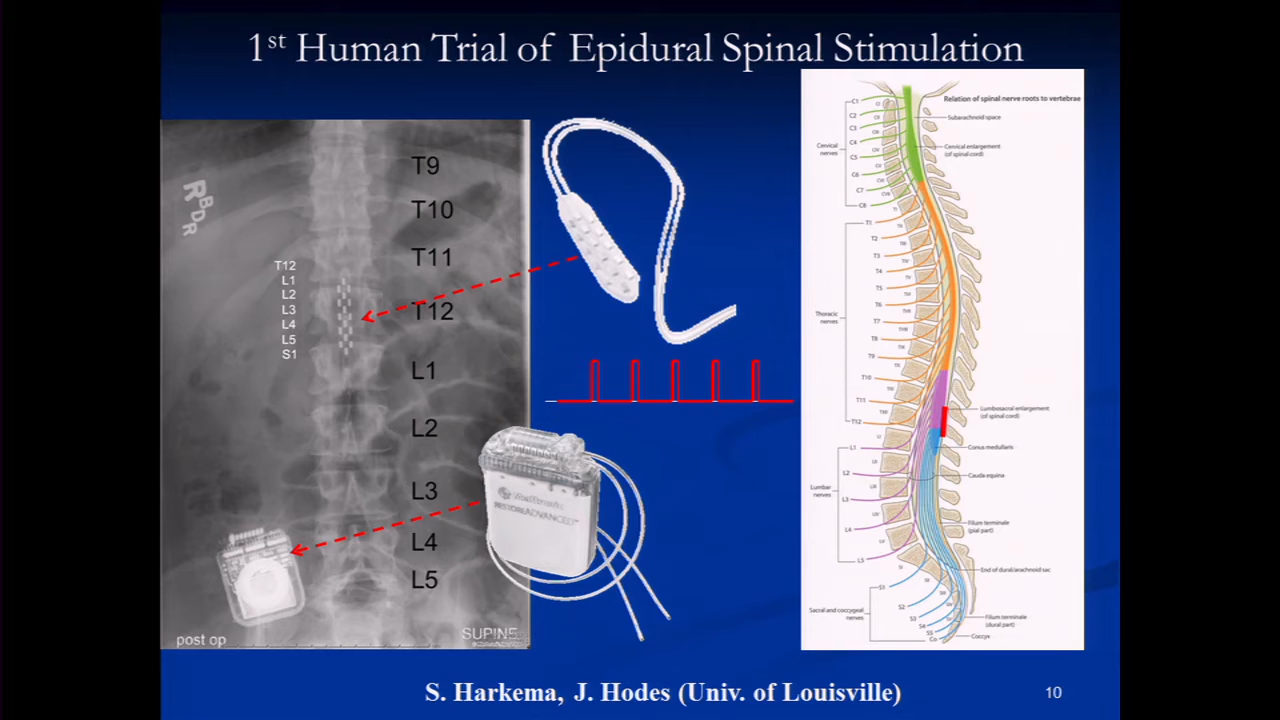 1st Human Trial of Epidural Spinal Stimulation
T9
T10
T11
T12
L1
L2
L3
L4
L5
RBDR
T12
L1
L2
L3
L4
L5
S1
post op
SUPINE
Medtronic
RESTOREADVANCED™
Relation of spinal nerve roots to vertebrae
Subarachnoid space
Cervical enlargement
(of spinal cord)
Lumbosacral enlargement
(of spinal cord)
Conus medullaris
Cauda equina
Filum terminale
(pial part)
End of dural/arachnoid sac
Filum terminale
(dural part)
Coccyx
Cervical
nerves
C1
C2
C3
C4
C5
C6
C7
C8
Thoracic
nerves
T1
T2
T3
T4
T5
T6
T7
T8
T9
T10
T11
T12
Lumbar
nerves
L1
L2
L3
L4
L5
Sacral and coccygeal
nerves
S1
S2
S3
S4
S5
Co
S. Harkema, J. Hodes (Univ. of Louisville)
10